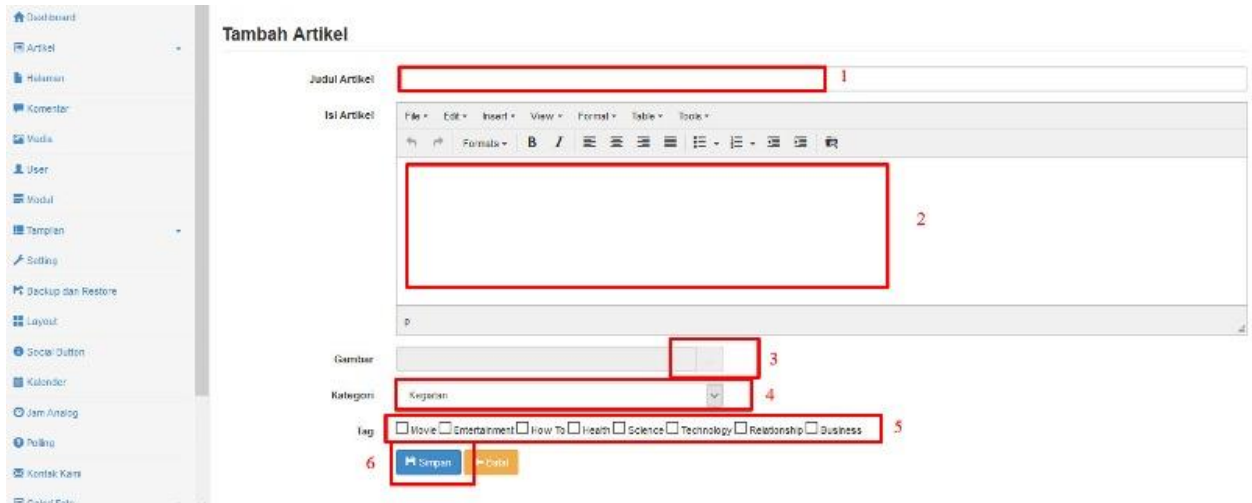 Dashboard
Artikel
Halaman
Komentar
Media
User
Modul
Tampilan
Setting
Backup dan Restore
Layout
Social Button
Kalender
Jam Analog
Polling
Kontak Kami
Tambah Artikel
Judul Artikel
1
Isi Artikel
File Edit Insert View Format Table Tools
Formats B I
2
p
Gambar
3
Kategori
Kegiatan
4
Tag
Movie Entertainment How To Health Science Technology Relationship Business
5
6
Simpan
Batal